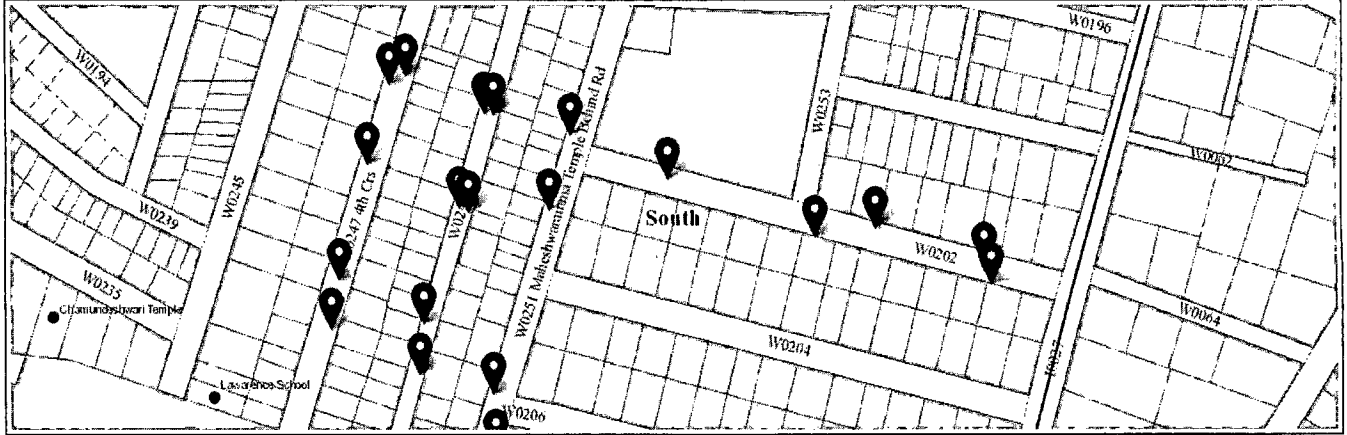 W0196
W0194
W0253
W0062
W0245
W0247 4th Crs
W0251 Maheshwaramma Temple Behind Rd
W0239
South
W0202
W0235
Chamundeshwari Temple
W0064
W0204
Lawarence School
W0206